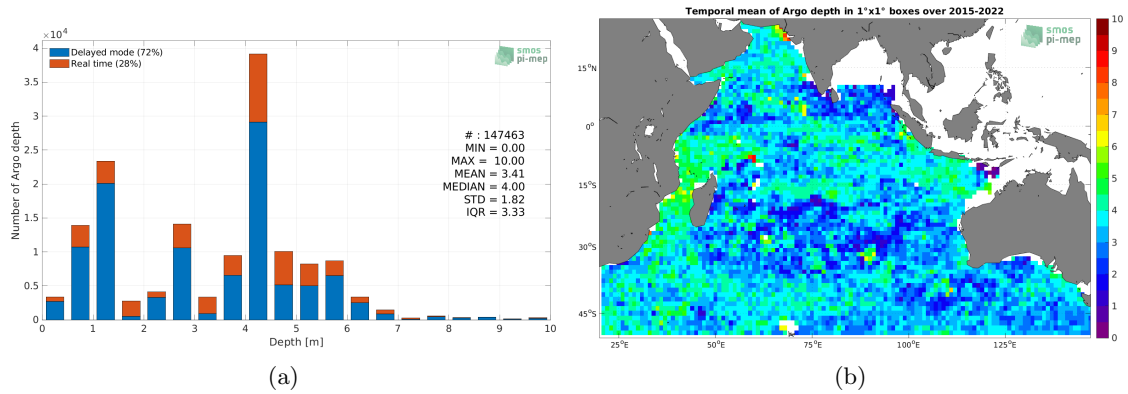 ×10⁴
4
3.5
3
2.5
2
1.5
1
0.5
0
Number of Argo depth
Delayed mode (72%)
Real time (28%)
smos
pi-mep
# : 147463
MIN = 0.00
MAX = 10.00
MEAN = 3.41
MEDIAN = 4.00
STD = 1.82
IQR = 3.33
0 1 2 3 4 5 6 7 8 9 10
Depth [m]
(a)
Temporal mean of Argo depth in 1°x1° boxes over 2015-2022
smos
pi-mep
15°N
0°
15°S
30°S
45°S
25°E 50°E 75°E 100°E 125°E
10
9
8
7
6
5
4
3
2
1
0
(b)